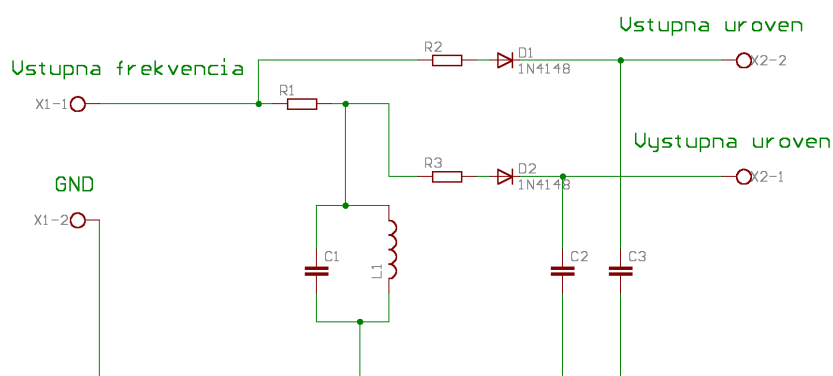 Vstupna uroven
R2
D1
1N4148
X2-2
Vstupna frekvencia
X1-1
R1
Vystupna uroven
R3
D2
1N4148
X2-1
GND
X1-2
C1
L1
C2
C3